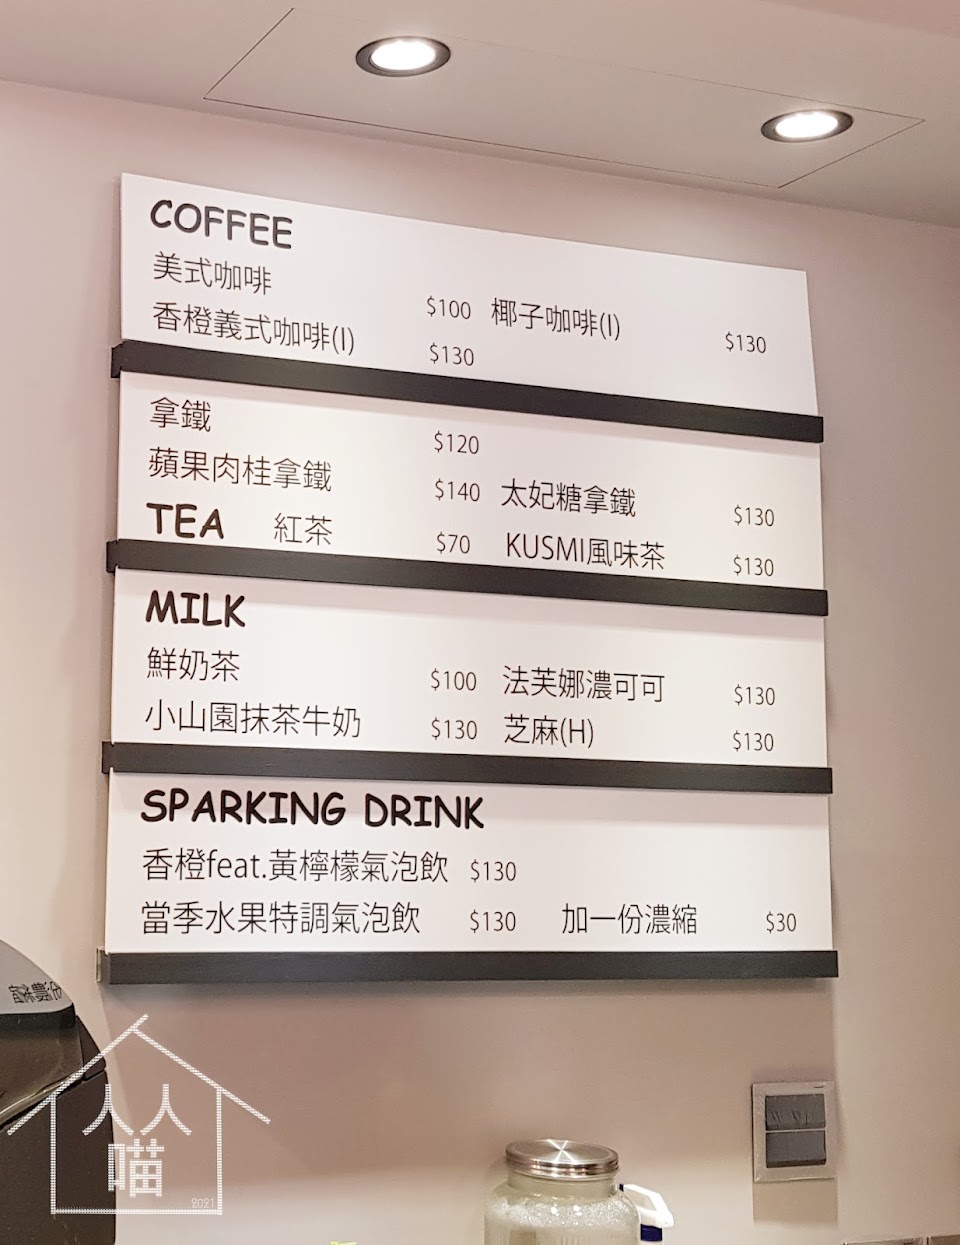 COFFEE
美式咖啡 $100 椰子咖啡(I) $130
香橙義式咖啡(I) $130
拿鐵 $120
蘋果肉桂拿鐵 $140 太妃糖拿鐵 $130
TEA 紅茶 $70 KUSMI風味茶 $130
MILK
鮮奶茶 $100 法芙娜濃可可 $130
小山園抹茶牛奶 $130 芝麻(H) $130
SPARKING DRINK
香橙feat.黃檸檬氣泡飲 $130
當季水果特調氣泡飲 $130 加一份濃縮 $30
人人
喵
2021